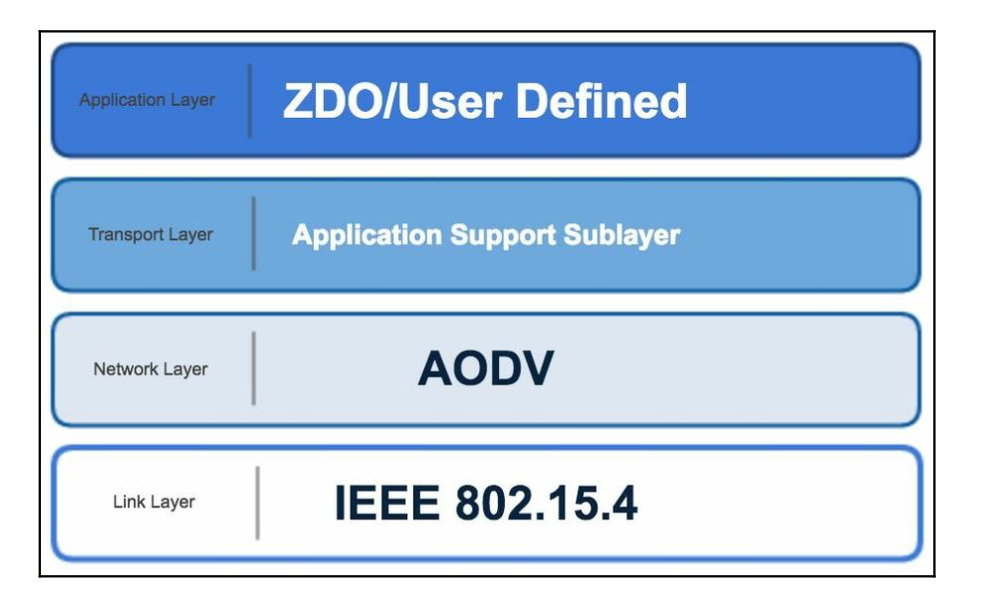 Application Layer
ZDO/User Defined
Transport Layer
Application Support Sublayer
Network Layer
AODV
Link Layer
IEEE 802.15.4